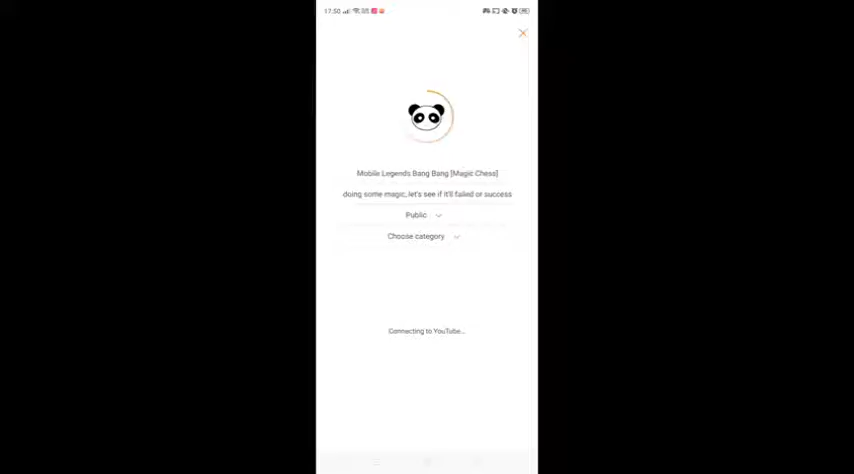 17:50
Mobile Legends Bang Bang [Magic Chess]
doing some magic, let's see if it'll failed or success
Public
Choose category
Connecting to YouTube...